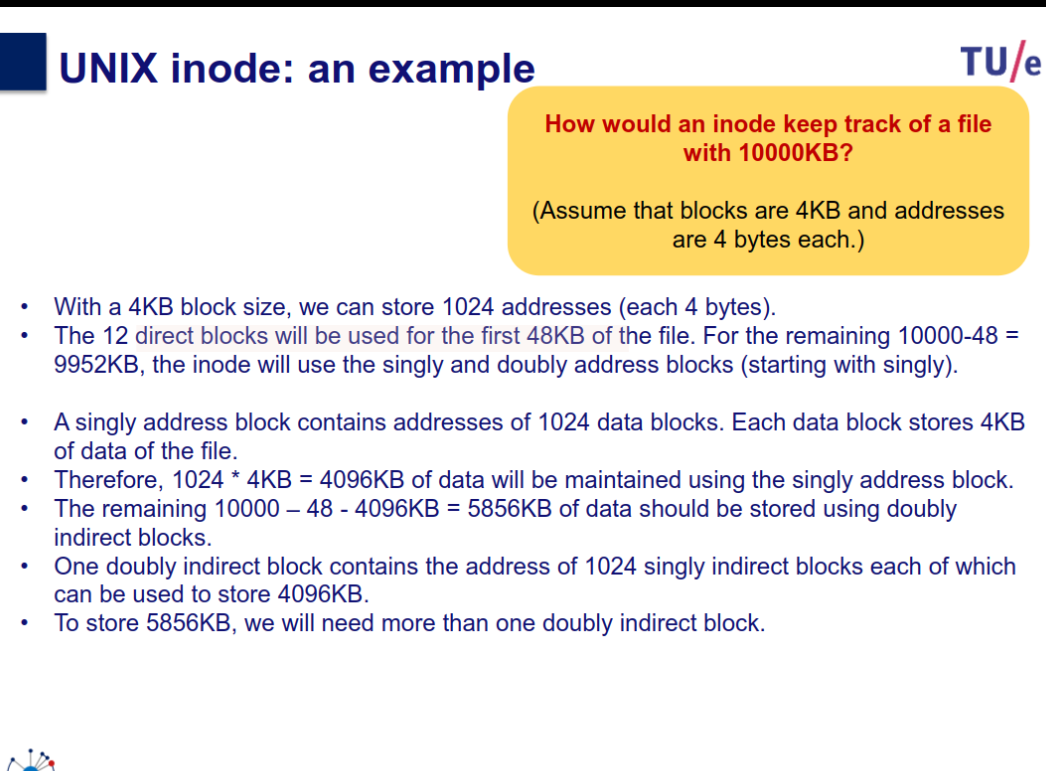 UNIX inode: an example
TU/e
How would an inode keep track of a file
with 10000KB?
(Assume that blocks are 4KB and addresses
are 4 bytes each.)
• With a 4KB block size, we can store 1024 addresses (each 4 bytes).
• The 12 direct blocks will be used for the first 48KB of the file. For the remaining 10000-48 =
9952KB, the inode will use the singly and doubly address blocks (starting with singly).
• A singly address block contains addresses of 1024 data blocks. Each data block stores 4KB
of data of the file.
• Therefore, 1024 * 4KB = 4096KB of data will be maintained using the singly address block.
• The remaining 10000 – 48 - 4096KB = 5856KB of data should be stored using doubly
indirect blocks.
• One doubly indirect block contains the address of 1024 singly indirect blocks each of which
can be used to store 4096KB.
• To store 5856KB, we will need more than one doubly indirect block.